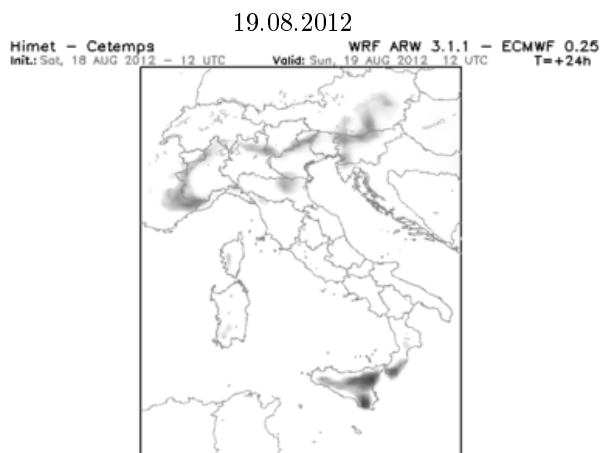 19.08.2012
Himet - Cetemps WRF ARW 3.1.1 - ECMWF 0.25
Init.: Sat, 18 AUG 2012 - 12 UTC Valid: Sun, 19 AUG 2012 12 UTC T=+24h